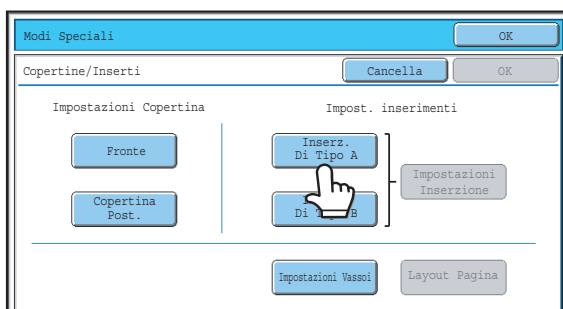 Modi Speciali
OK
Copertine/Inserti
Cancella
OK
Impostazioni Copertina
Impost. inserimenti
Fronte
Inserz.
Di Tipo A
Impostazioni
Inserzione
Copertina
Post.
Di B
Impostazioni Vassoi
Layout Pagina